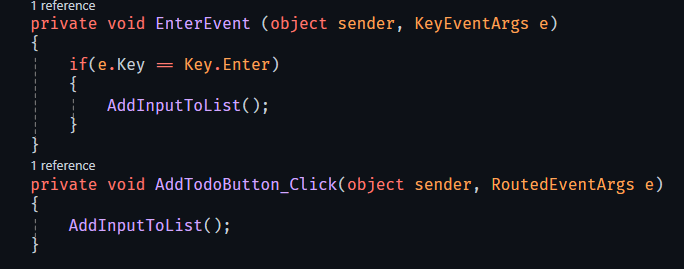 1 reference
private void EnterEvent (object sender, KeyEventArgs e)
{
if(e.Key == Key.Enter)
{
AddInputToList();
}
}
1 reference
private void AddTodoButton_Click(object sender, RoutedEventArgs e)
{
AddInputToList();
}